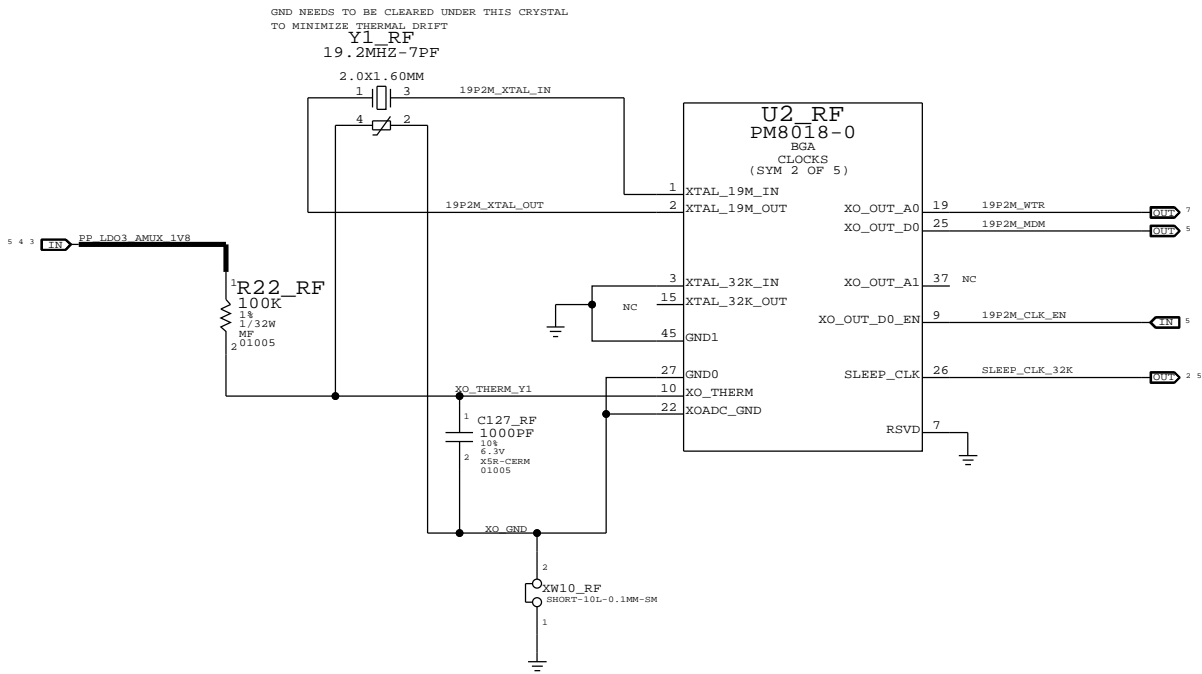 GND NEEDS TO BE CLEARED UNDER THIS CRYSTAL
TO MINIMIZE THERMAL DRIFT
Y1_RF
19.2MHZ-7PF
2.0X1.60MM
1 3 19P2M_XTAL_IN
4 2
U2_RF
PM8018-0
BGA
CLOCKS
(SYM 2 OF 5)
1 XTAL_19M_IN
19P2M_XTAL_OUT 2 XTAL_19M_OUT
XO_OUT_A0 19 19P2M_WTR OUT 7
XO_OUT_D0 25 19P2M_MDM OUT 5
5 4 3 IN PP_LDO3_AMUX_1V8
3 XTAL_32K_IN
XO_OUT_A1 37 NC
NC 15 XTAL_32K_OUT
1 R22_RF
100K
1%
1/32W
MF
2 01005
XO_OUT_D0_EN 9 19P2M_CLK_EN IN 5
45 GND1
27 GND0
SLEEP_CLK 26 SLEEP_CLK_32K OUT 2 5
XO_THERM_Y1 10 XO_THERM
22 XOADC_GND
RSVD 7
1 C127_RF
1000PF
10%
6.3V
2 X5R-CERM
01005
XO_GND
2
XW10_RF
SHORT-10L-0.1MM-SM
1